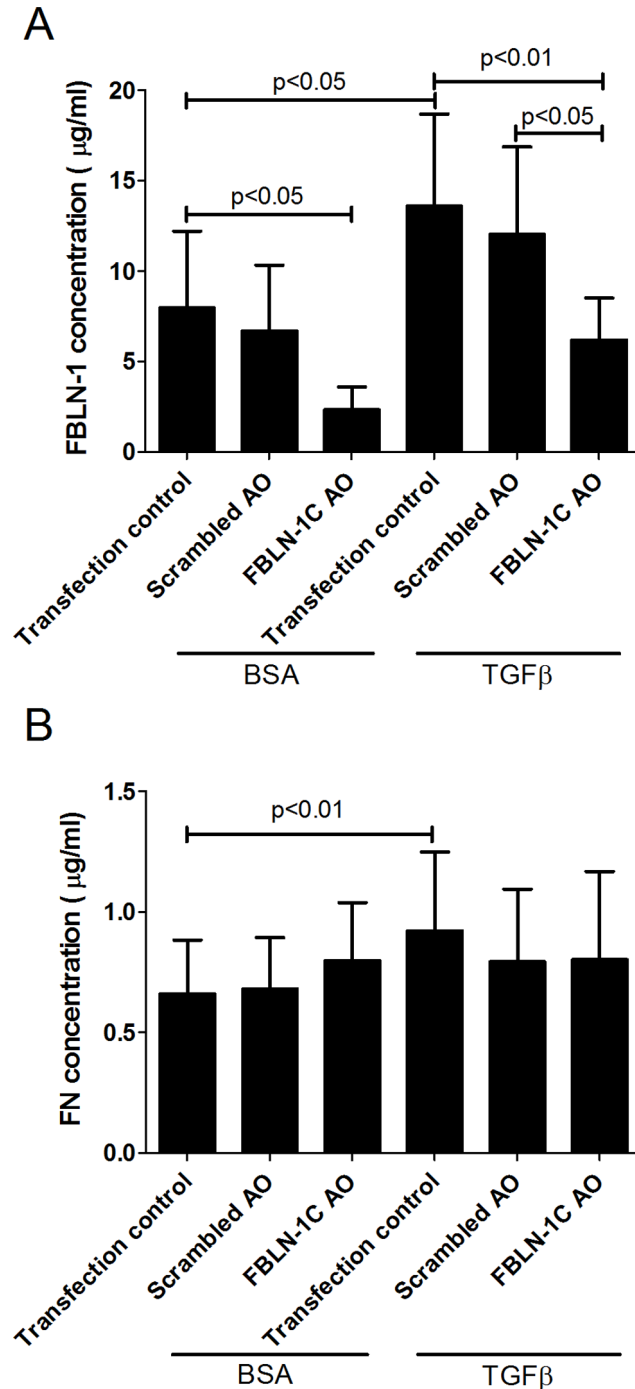 A
p<0.01
p<0.05
p<0.05
p<0.05
FBLN-1 concentration ( μg/ml)
20
15
10
5
0
Transfection control
Scrambled AO
FBLN-1C AO
Transfection control
Scrambled AO
FBLN-1C AO
BSA
TGFβ
B
p<0.01
FN concentration ( μg/ml)
1.5
1.0
0.5
0.0
Transfection control
Scrambled AO
FBLN-1C AO
Transfection control
Scrambled AO
FBLN-1C AO
BSA
TGFβ